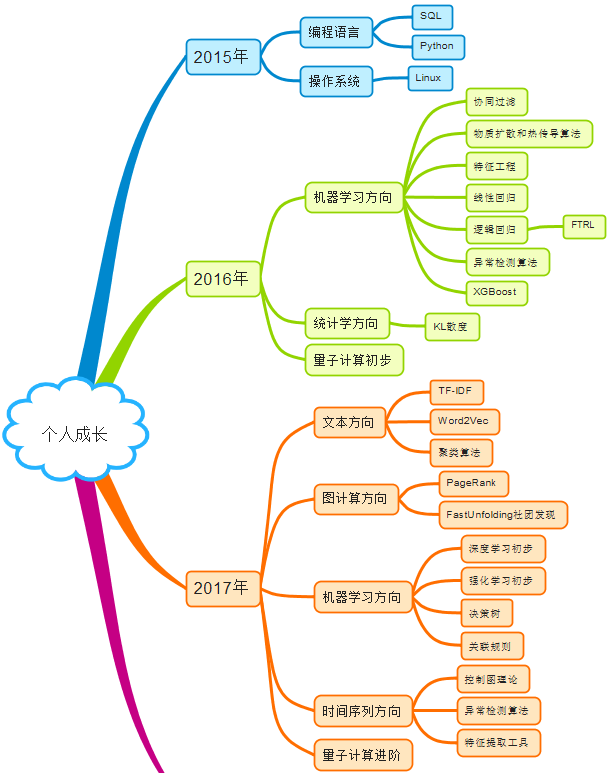 个人成长
2015年
编程语言
SQL
Python
操作系统
Linux
2016年
机器学习方向
协同过滤
物质扩散和热传导算法
特征工程
线性回归
逻辑回归
FTRL
异常检测算法
XGBoost
统计学方向
KL散度
量子计算初步
2017年
文本方向
TF-IDF
Word2Vec
聚类算法
图计算方向
PageRank
FastUnfolding社团发现
机器学习方向
深度学习初步
强化学习初步
决策树
关联规则
时间序列方向
控制图理论
异常检测算法
特征提取工具
量子计算进阶